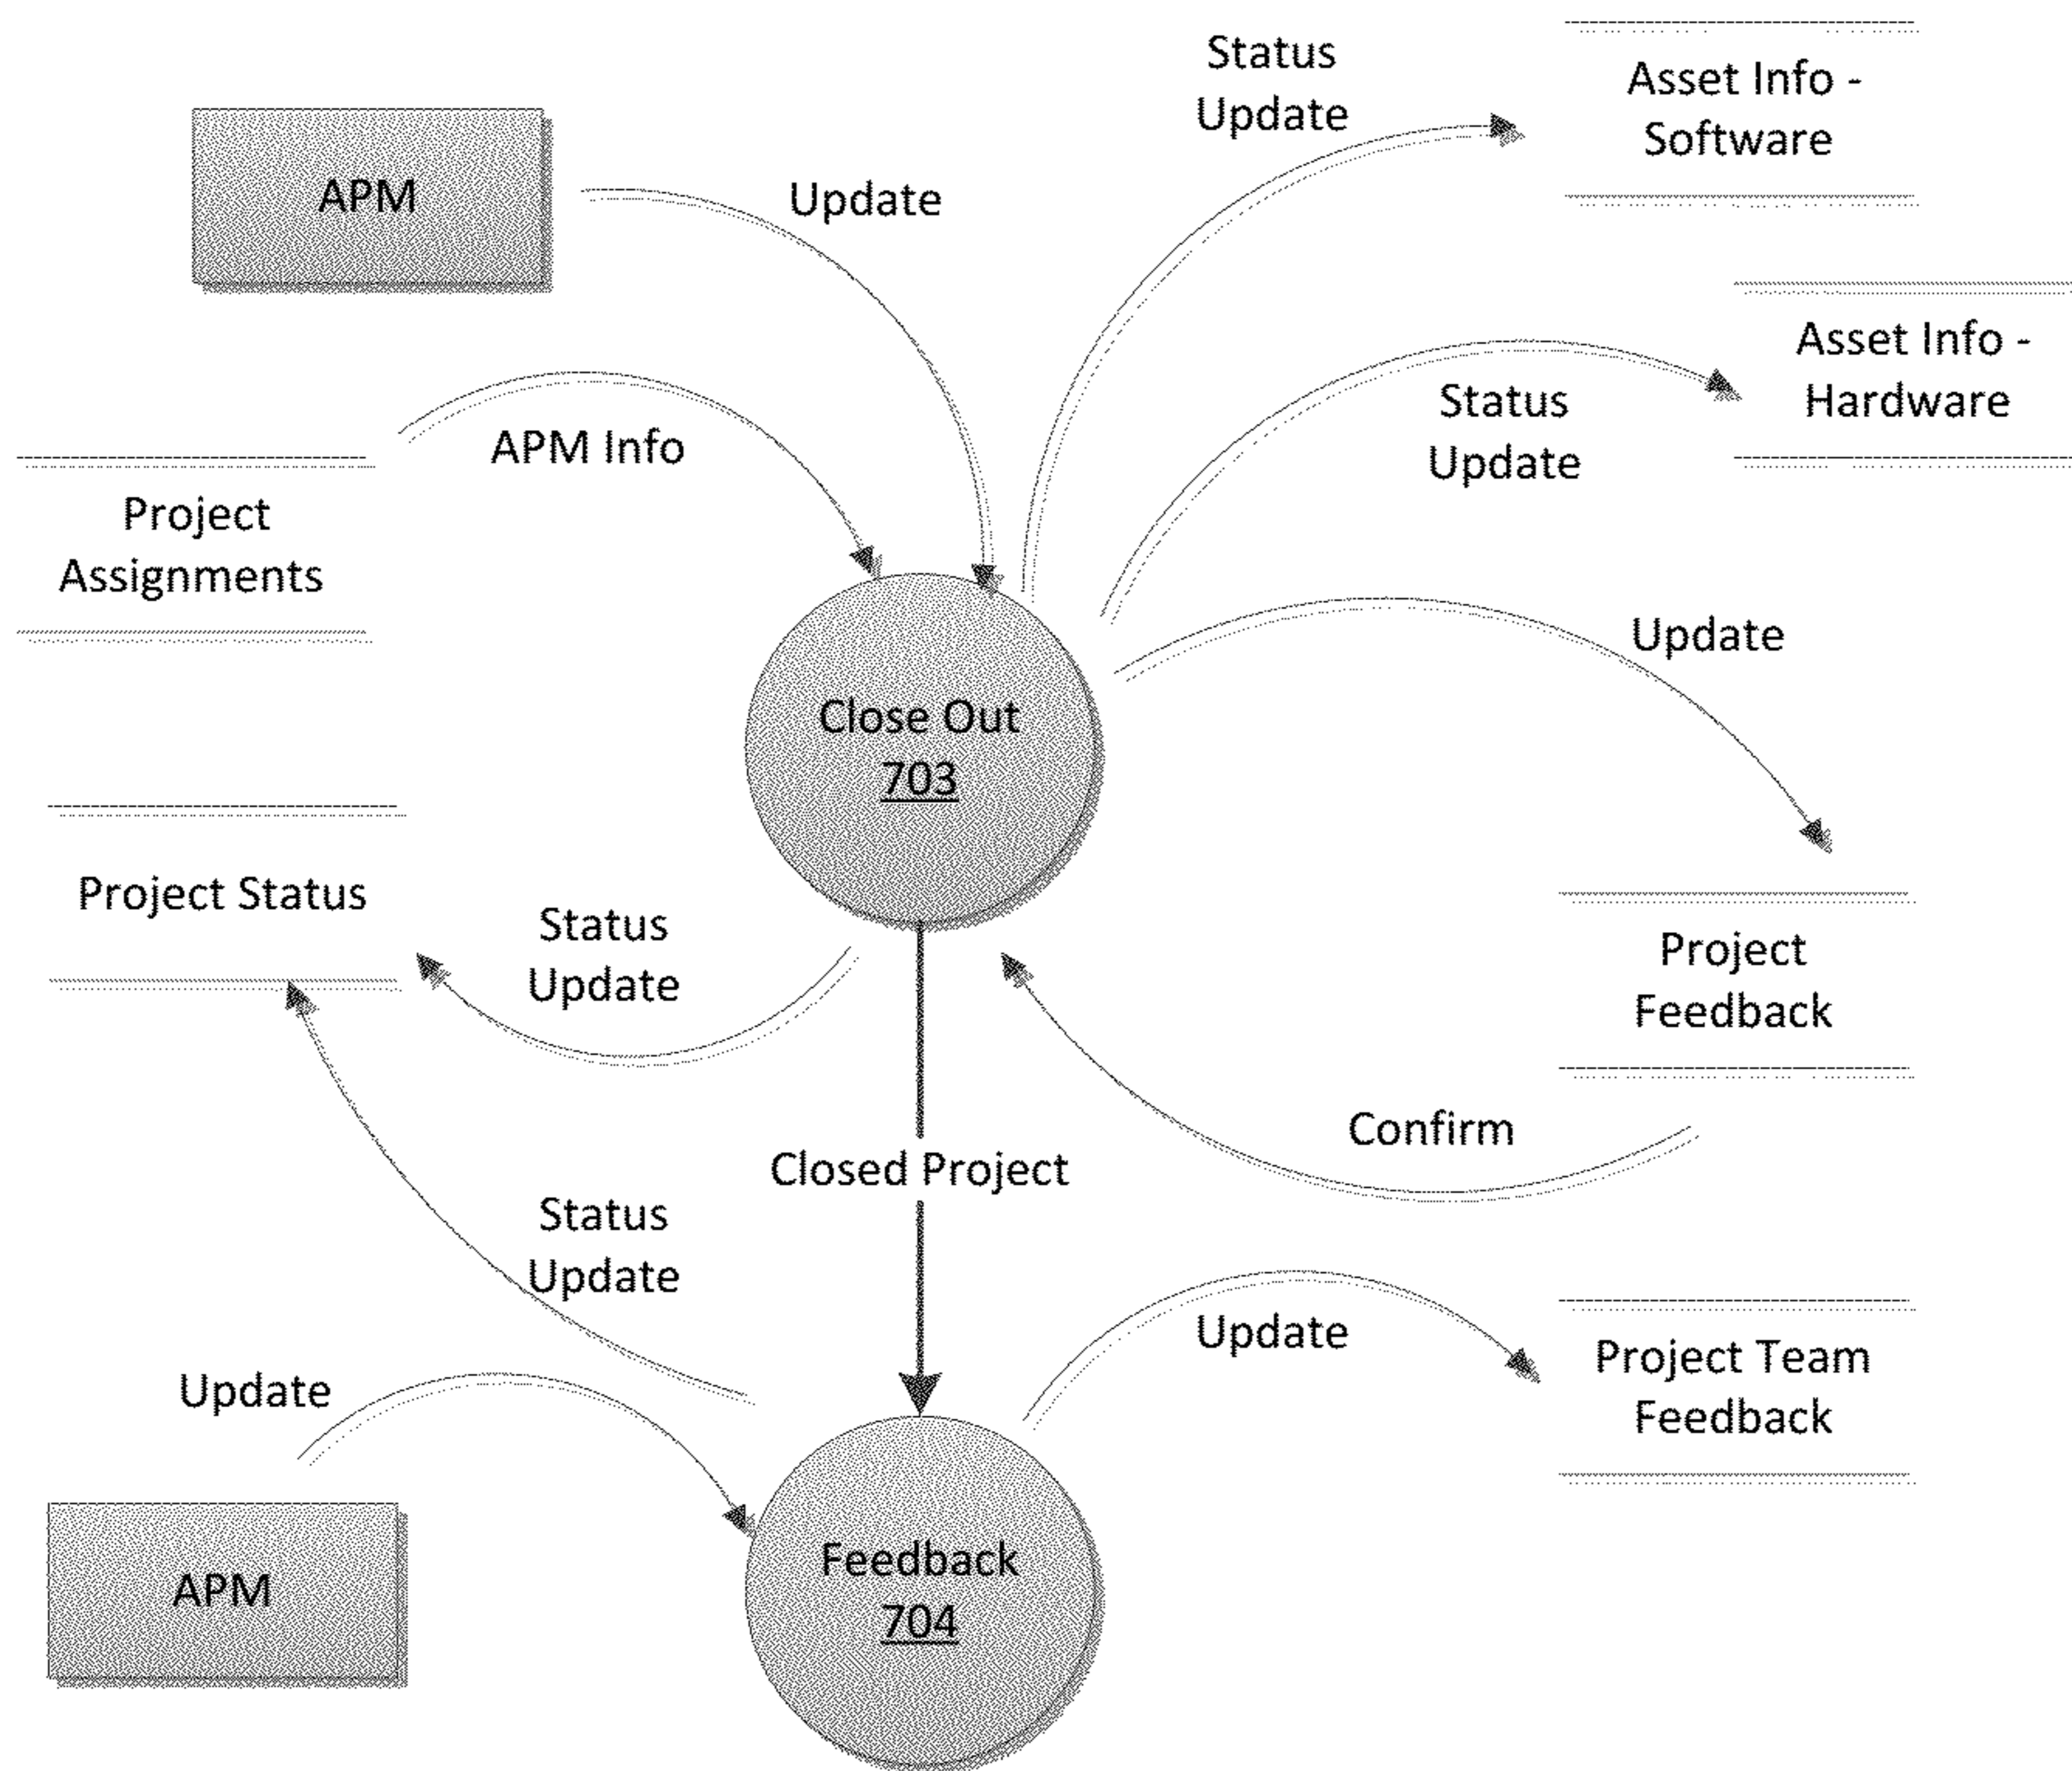 Status
Update
Asset Info -
Software
APM
Update
Asset Info -
Hardware
Status
Update
APM Info
Project
Assignments
Update
Close Out
703
Project Status
Status
Update
Project
Feedback
Confirm
Closed Project
Status
Update
Update
Project Team
Feedback
Update
APM
Feedback
704